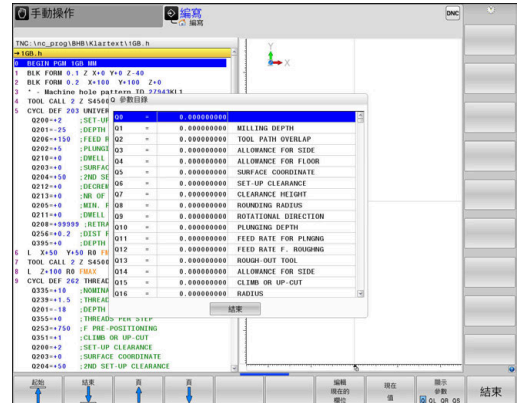 手動操作
編寫
編寫
DNC
TNC:\nc_prog\BHB\Klartext\1GB.h
→1GB.h
0 BEGIN PGM 1GB MM
1 BLK FORM 0.1 Z X+0 Y+0 Z-40
2 BLK FORM 0.2 X+100 Y+100 Z+0
3 * - Machine hole pattern ID 27943KL1
4 TOOL CALL 2 Z S4500
5 CYCL DEF 203 UNIVER
Q200=+2 ;SET-UP
Q201=-25 ;DEPTH
Q206=+150 ;FEED R
Q202=+5 ;PLUNGI
Q210=+0 ;DWELL
Q203=+0 ;SURFAC
Q204=+50 ;2ND SE
Q212=+0 ;DECREM
Q213=+0 ;NR OF
Q205=+0 ;MIN. P
Q211=+0 ;DWELL
Q208=+99999 ;RETRA
Q256=+0.2 ;DIST F
Q395=+0 ;DEPTH
6 L X+50 Y+50 R0 FM
7 TOOL CALL 2 Z S4500
8 L Z+100 R0 FMAX
9 CYCL DEF 262 THREAD
Q335=+10 ;NOMINA
Q239=+1.5 ;THREAD
Q201=-18 ;DEPTH
Q355=+0 ;THREADS PER STEP
Q253=+750 ;F PRE-POSITIONING
Q351=+1 ;CLIMB OR UP-CUT
Q200=+2 ;SET-UP CLEARANCE
Q203=+0 ;SURFACE COORDINATE
Q204=+50 ;2ND SET-UP CLEARANCE
Y
X
Q 參數目錄
Q0 = 0.000000000
Q1 = 0.000000000 MILLING DEPTH
Q2 = 0.000000000 TOOL PATH OVERLAP
Q3 = 0.000000000 ALLOWANCE FOR SIDE
Q4 = 0.000000000 ALLOWANCE FOR FLOOR
Q5 = 0.000000000 SURFACE COORDINATE
Q6 = 0.000000000 SET-UP CLEARANCE
Q7 = 0.000000000 CLEARANCE HEIGHT
Q8 = 0.000000000 ROUNDING RADIUS
Q9 = 0.000000000 ROTATIONAL DIRECTION
Q10 = 0.000000000 PLUNGING DEPTH
Q11 = 0.000000000 FEED RATE FOR PLNGNG
Q12 = 0.000000000 FEED RATE F. ROUGHNG
Q13 = 0.000000000 ROUGH-OUT TOOL
Q14 = 0.000000000 ALLOWANCE FOR SIDE
Q15 = 0.000000000 CLIMB OR UP-CUT
Q16 = 0.000000000 RADIUS
結束
起始
結束
頁
頁
編輯
現在的
欄位
現在
值
顯示
參數
Q QL QR QS
結束